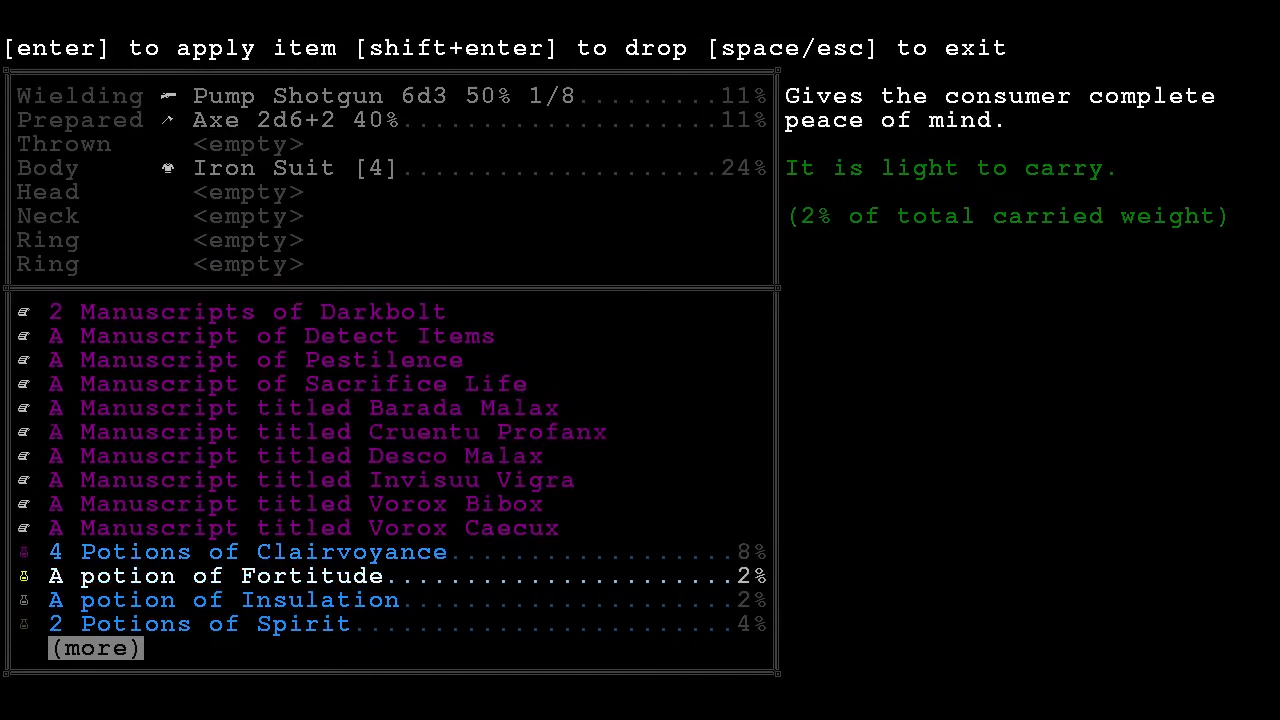 [enter] to apply item [shift+enter] to drop [space/esc] to exit
Wielding Pump Shotgun 6d3 50% 1/8.........11%
Prepared Axe 2d6+2 40%....................11%
Thrown <empty>
Body Iron Suit [4]....................24%
Head <empty>
Neck <empty>
Ring <empty>
Ring <empty>
Gives the consumer complete
peace of mind.
It is light to carry.
(2% of total carried weight)
2 Manuscripts of Darkbolt
A Manuscript of Detect Items
A Manuscript of Pestilence
A Manuscript of Sacrifice Life
A Manuscript titled Barada Malax
A Manuscript titled Cruentu Profanx
A Manuscript titled Desco Malax
A Manuscript titled Invisuu Vigra
A Manuscript titled Vorox Bibox
A Manuscript titled Vorox Caecux
4 Potions of Clairvoyance..................8%
A potion of Fortitude......................2%
A potion of Insulation.....................2%
2 Potions of Spirit........................4%
(more)